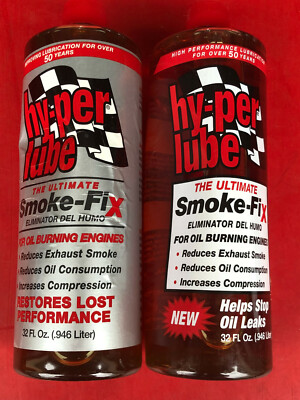 IMPROVING LUBRICATION FOR OVER
50 YEARS
hy-per
lube
THE ULTIMATE
Smoke-Fix
ELIMINATOR DEL HUMO
FOR OIL BURNING ENGINES
• Reduces Exhaust Smoke
• Reduces Oil Consumption
• Increases Compression
RESTORES LOST
PERFORMANCE
32 Fl. Oz. (.946 Liter)
HIGH PERFORMANCE LUBRICATION
FOR OVER 50 YEARS
hy-per
lube
THE ULTIMATE
Smoke-Fix
ELIMINATOR DEL HUMO
FOR OIL BURNING ENGINES
• Reduces Exhaust Smoke
• Reduces Oil Consumption
• Increases Compression
NEW
Helps Stop
Oil Leaks
32 Fl. Oz. (.946